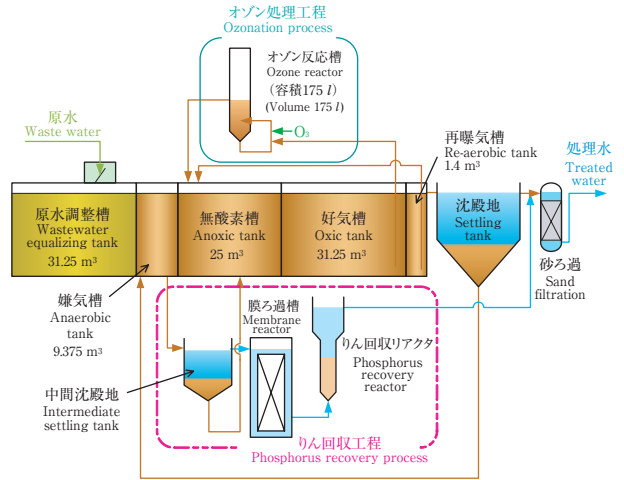 オゾン処理工程
Ozonation process
オゾン反応槽
Ozone reactor
(容積175 l)
(Volume 175 l)
O₃
原水
Waste water
再曝気槽
Re-aerobic tank
1.4 m³
処理水
Treated
water
原水調整槽
Wastewater
equalizing tank
31.25 m³
無酸素槽
Anoxic tank
25 m³
好気槽
Oxic tank
31.25 m³
沈殿地
Settling
tank
砂ろ過
Sand
filtration
嫌気槽
Anaerobic
tank
9.375 m³
膜ろ過槽
Membrane
reactor
りん回収リアクタ
Phosphorus
recovery
reactor
中間沈殿地
Intermediate
settling tank
りん回収工程
Phosphorus recovery process